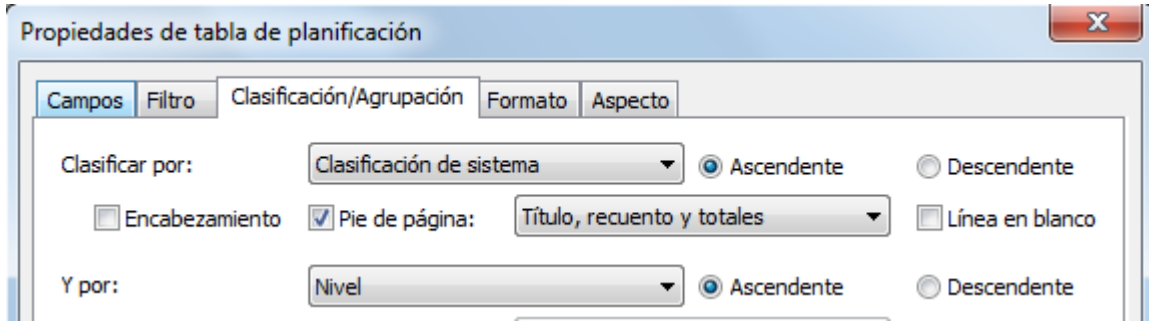 Propiedades de tabla de planificación
Campos Filtro Clasificación/Agrupación Formato Aspecto
Clasificar por: Clasificación de sistema Ascendente Descendente
Encabezamiento Pie de página: Título, recuento y totales Línea en blanco
Y por: Nivel Ascendente Descendente